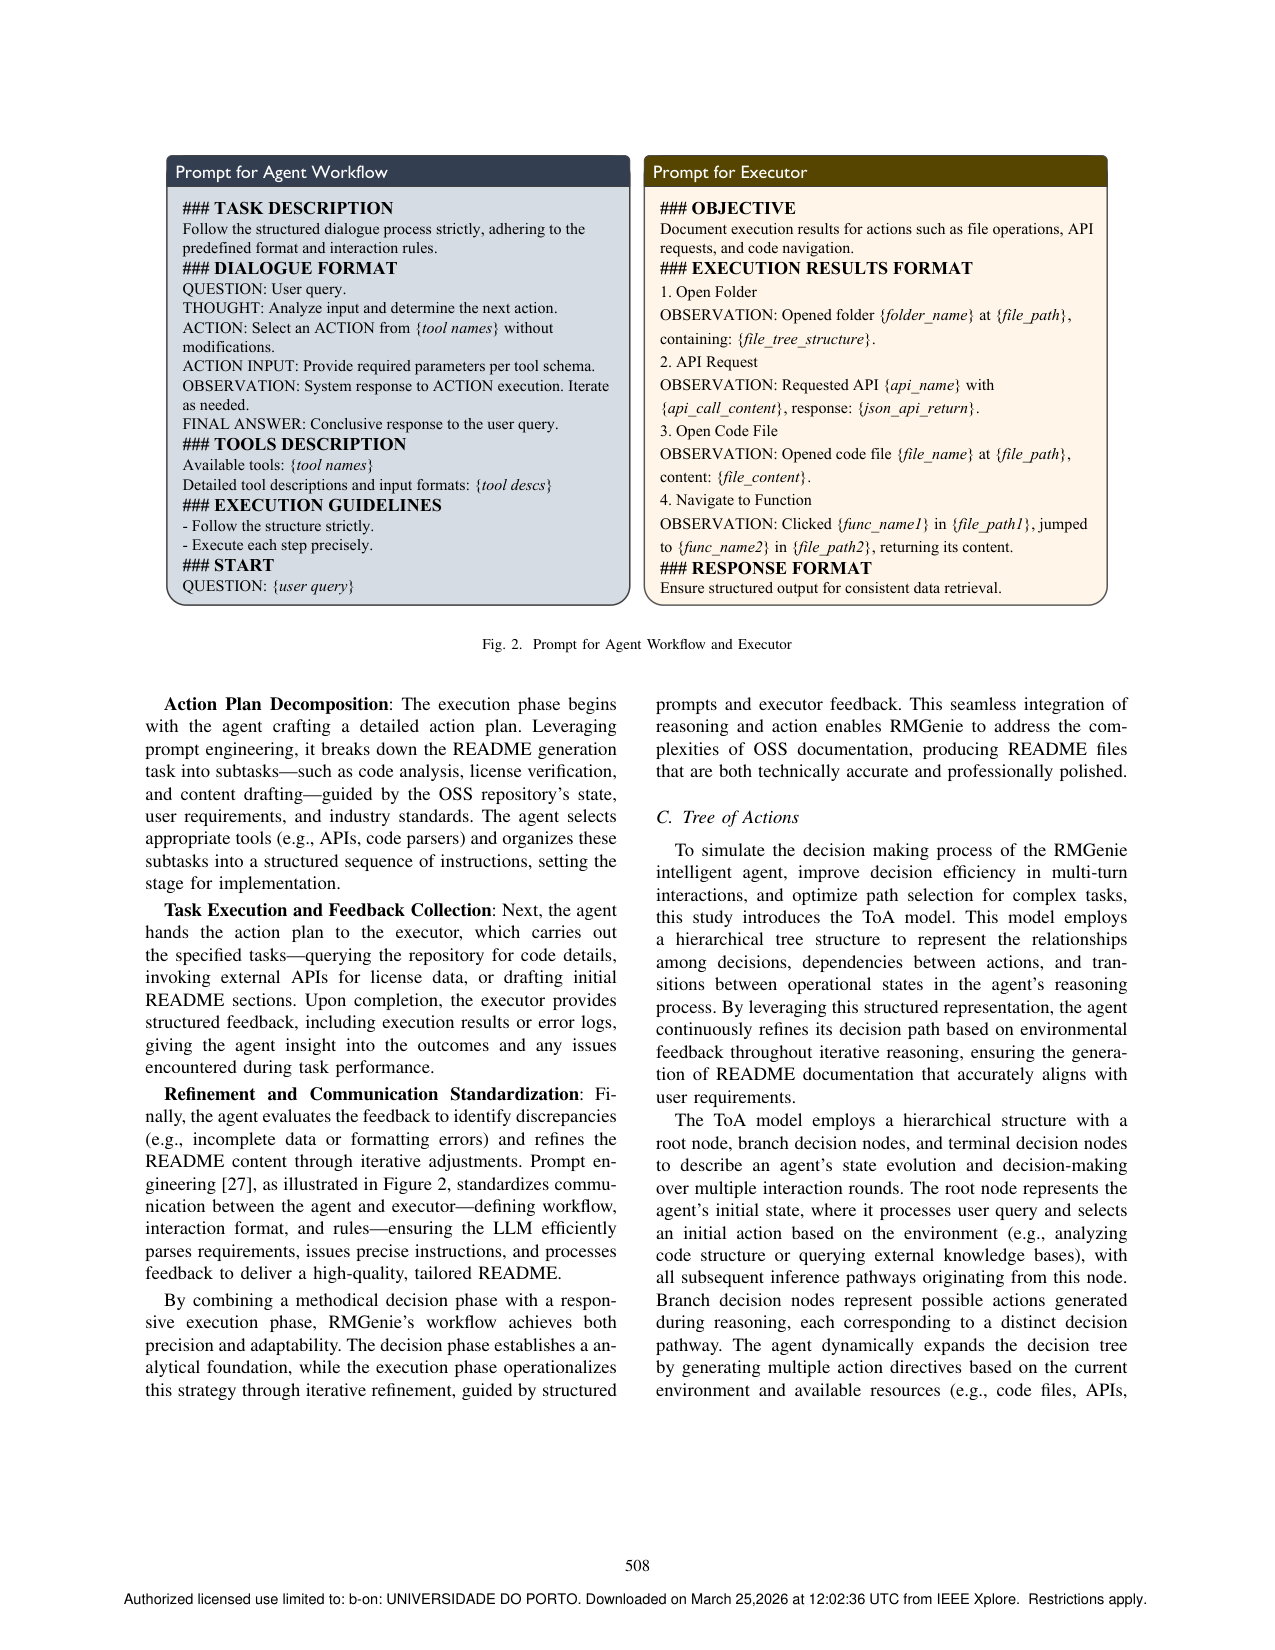 Prompt for Agent Workflow
### TASK DESCRIPTION
Follow the structured dialogue process strictly, adhering to the
predefined format and interaction rules.
### DIALOGUE FORMAT
QUESTION: User query.
THOUGHT: Analyze input and determine the next action.
ACTION: Select an ACTION from {tool names} without
modifications.
ACTION INPUT: Provide required parameters per tool schema.
OBSERVATION: System response to ACTION execution. Iterate
as needed.
FINAL ANSWER: Conclusive response to the user query.
### TOOLS DESCRIPTION
Available tools: {tool names}
Detailed tool descriptions and input formats: {tool descs}
### EXECUTION GUIDELINES
- Follow the structure strictly.
- Execute each step precisely.
### START
QUESTION: {user query}
Prompt for Executor
### OBJECTIVE
Document execution results for actions such as file operations, API
requests, and code navigation.
### EXECUTION RESULTS FORMAT
1. Open Folder
OBSERVATION: Opened folder {folder_name} at {file_path},
containing: {file_tree_structure}.
2. API Request
OBSERVATION: Requested API {api_name} with
{api_call_content}, response: {json_api_return}.
3. Open Code File
OBSERVATION: Opened code file {file_name} at {file_path},
content: {file_content}.
4. Navigate to Function
OBSERVATION: Clicked {func_name1} in {file_path1}, jumped
to {func_name2} in {file_path2}, returning its content.
### RESPONSE FORMAT
Ensure structured output for consistent data retrieval.
Fig. 2. Prompt for Agent Workflow and Executor
Action Plan Decomposition: The execution phase begins
with the agent crafting a detailed action plan. Leveraging
prompt engineering, it breaks down the README generation
task into subtasks—such as code analysis, license verification,
and content drafting—guided by the OSS repository's state,
user requirements, and industry standards. The agent selects
appropriate tools (e.g., APIs, code parsers) and organizes these
subtasks into a structured sequence of instructions, setting the
stage for implementation.
Task Execution and Feedback Collection: Next, the agent
hands the action plan to the executor, which carries out
the specified tasks—querying the repository for code details,
invoking external APIs for license data, or drafting initial
README sections. Upon completion, the executor provides
structured feedback, including execution results or error logs,
giving the agent insight into the outcomes and any issues
encountered during task performance.
Refinement and Communication Standardization: Fi-
nally, the agent evaluates the feedback to identify discrepancies
(e.g., incomplete data or formatting errors) and refines the
README content through iterative adjustments. Prompt en-
gineering [27], as illustrated in Figure 2, standardizes commu-
nication between the agent and executor—defining workflow,
interaction format, and rules—ensuring the LLM efficiently
parses requirements, issues precise instructions, and processes
feedback to deliver a high-quality, tailored README.
By combining a methodical decision phase with a respon-
sive execution phase, RMGenie's workflow achieves both
precision and adaptability. The decision phase establishes a an-
alytical foundation, while the execution phase operationalizes
this strategy through iterative refinement, guided by structured
prompts and executor feedback. This seamless integration of
reasoning and action enables RMGenie to address the com-
plexities of OSS documentation, producing README files
that are both technically accurate and professionally polished.
C. Tree of Actions
To simulate the decision making process of the RMGenie
intelligent agent, improve decision efficiency in multi-turn
interactions, and optimize path selection for complex tasks,
this study introduces the ToA model. This model employs
a hierarchical tree structure to represent the relationships
among decisions, dependencies between actions, and tran-
sitions between operational states in the agent's reasoning
process. By leveraging this structured representation, the agent
continuously refines its decision path based on environmental
feedback throughout iterative reasoning, ensuring the genera-
tion of README documentation that accurately aligns with
user requirements.
The ToA model employs a hierarchical structure with a
root node, branch decision nodes, and terminal decision nodes
to describe an agent's state evolution and decision-making
over multiple interaction rounds. The root node represents the
agent's initial state, where it processes user query and selects
an initial action based on the environment (e.g., analyzing
code structure or querying external knowledge bases), with
all subsequent inference pathways originating from this node.
Branch decision nodes represent possible actions generated
during reasoning, each corresponding to a distinct decision
pathway. The agent dynamically expands the decision tree
by generating multiple action directives based on the current
environment and available resources (e.g., code files, APIs,
508
Authorized licensed use limited to: b-on: UNIVERSIDADE DO PORTO. Downloaded on March 25,2026 at 12:02:36 UTC from IEEE Xplore. Restrictions apply.